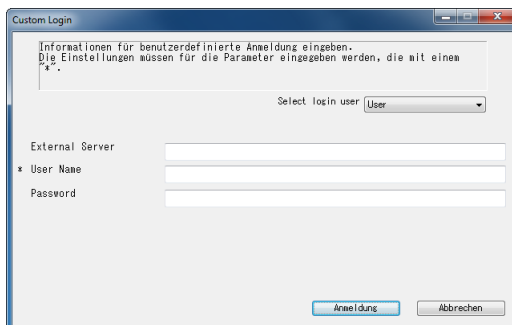 Custom Login
Informationen für benutzerdefinierte Anmeldung eingeben.
Die Einstellungen müssen für die Parameter eingegeben werden, die mit einem
"*".
Select login user User
External Server
* User Name
Password
Anmeldung Abbrechen